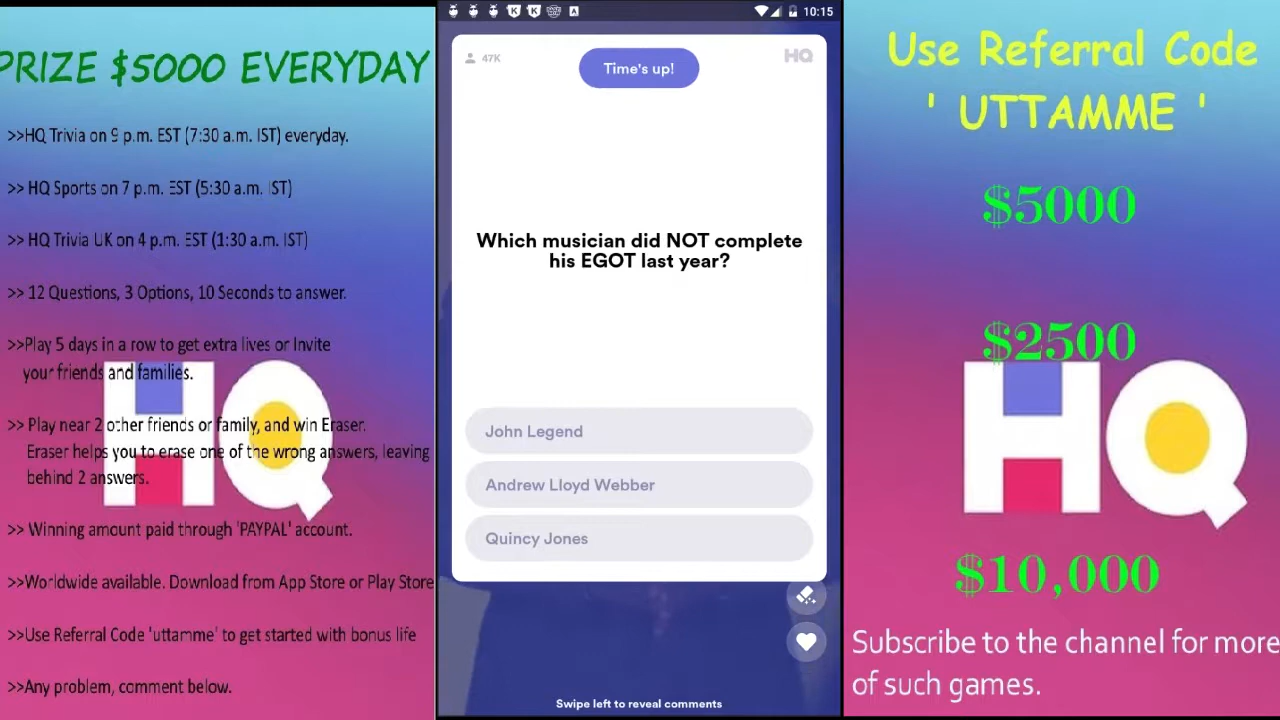 PRIZE $5000 EVERYDAY
>>HQ Trivia on 9 p.m. EST (7:30 a.m. IST) everyday.
>> HQ Sports on 7 p.m. EST (5:30 a.m. IST)
>> HQ Trivia UK on 4 p.m. EST (1:30 a.m. IST)
>> 12 Questions, 3 Options, 10 Seconds to answer.
>>Play 5 days in a row to get extra lives or Invite
your friends and families.
>> Play near 2 other friends or family, and win Eraser.
Eraser helps you to erase one of the wrong answers, leaving
behind 2 answers.
>> Winning amount paid through 'PAYPAL' account.
>>Worldwide available. Download from App Store or Play Store
>>Use Referral Code 'uttamme' to get started with bonus life
>>Any problem, comment below.
HQ
10:15
47K
Time's up!
HQ
Which musician did NOT complete
his EGOT last year?
John Legend
Andrew Lloyd Webber
Quincy Jones
Swipe left to reveal comments
Use Referral Code
' UTTAMME '
$5000
$2500
HQ
$10,000
Subscribe to the channel for more
of such games.